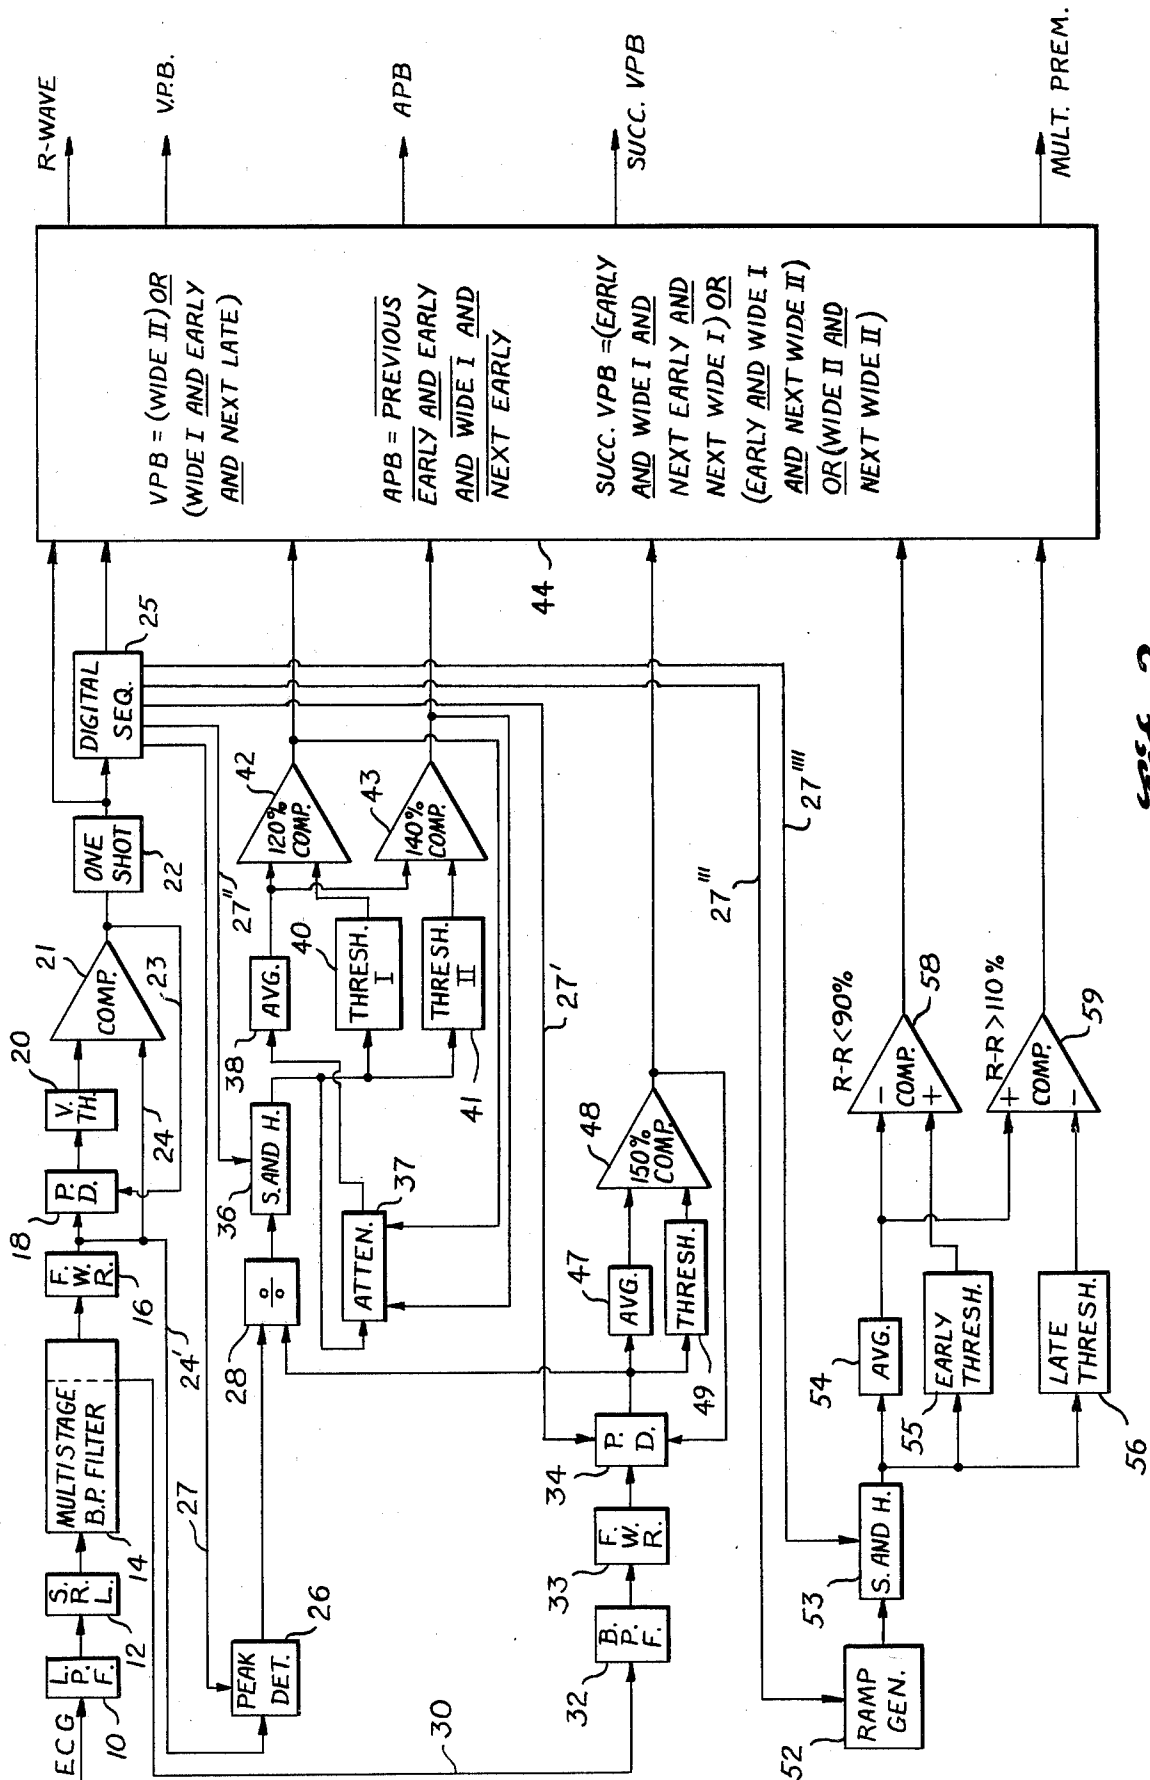 ECG
10
L.
P.
F.
12
S.
R.
L.
14
MULTISTAGE
B.P. FILTER
16
F.
W.
R.
18
P.
D.
20
V.
TH.
21
COMP.
23
24
22
ONE
SHOT
25
DIGITAL
SEQ.
24'
27
27"
26
PEAK
DET.
28
÷
36
S. AND H.
38
AVG.
40
THRESH.
I
THRESH.
II
41
37
ATTEN.
42
120%
COMP.
43
140%
COMP.
27'
30
32
B.
P.
F.
33
F.
W.
R.
34
P.
D.
47
AVG.
THRESH.
49
48
150%
COMP.
27'''
27''''
52
RAMP
GEN.
53
S. AND H.
54
AVG.
55
EARLY
THRESH.
56
LATE
THRESH.
R-R<90%
−
COMP.
+
58
R-R>110%
+
COMP.
−
59
44
VPB = (WIDE III) OR
(WIDE I AND EARLY
AND NEXT LATE)
APB = PREVIOUS
EARLY AND EARLY
AND WIDE I AND
NEXT EARLY
SUCC. VPB =(EARLY
AND WIDE I AND
NEXT EARLY AND
NEXT WIDE I) OR
(EARLY AND WIDE I
AND NEXT WIDE II)
OR (WIDE II AND
NEXT WIDE II)
R-WAVE
V.P.B.
APB
SUCC. VPB
MULT. PREM.